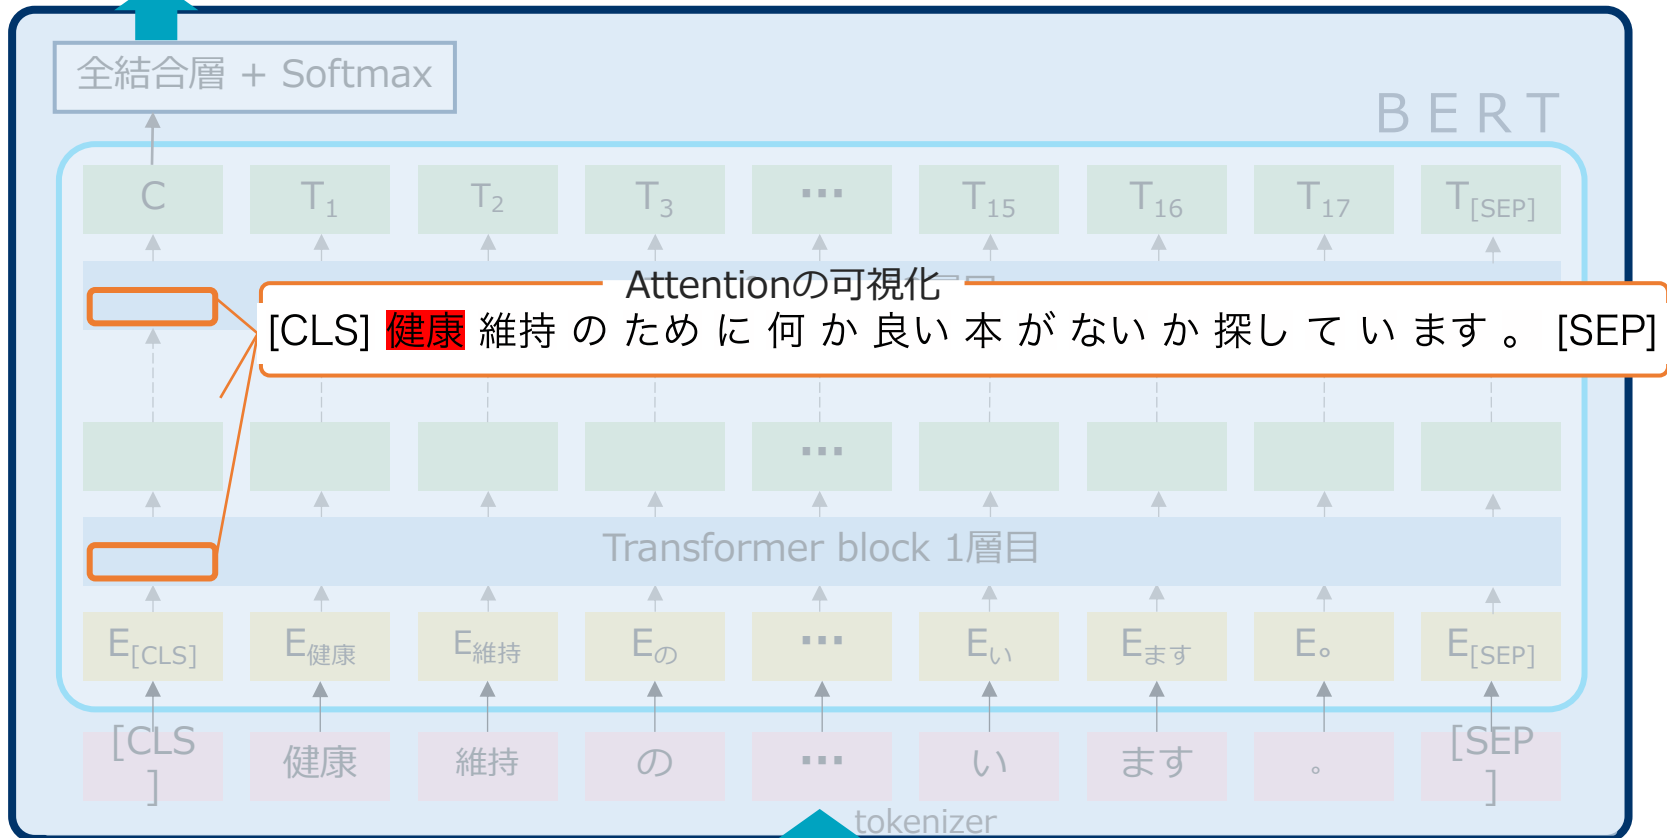 全結合層 + Softmax
BERT
C T1 T2 T3 … T15 T16 T17 T[SEP]
Attentionの可視化
[CLS] 健康 維持 の ため に 何 か 良い 本 が ない か 探し て い ます 。 [SEP]
…
Transformer block 1層目
E[CLS] E健康 E維持 Eの … Eい Eます E。 E[SEP]
[CLS] 健康 維持 の … い ます 。 [SEP]
tokenizer